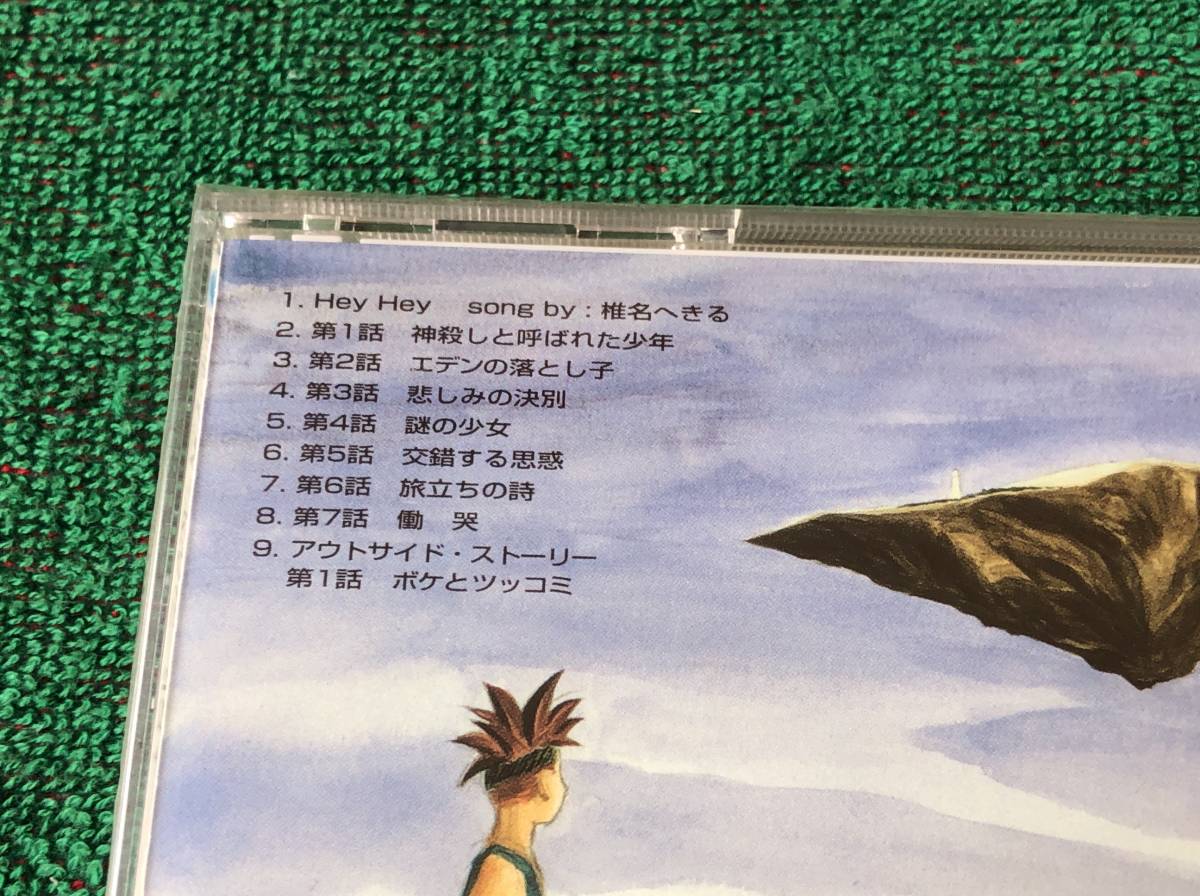 1. Hey Hey　song by : 椎名へきる
2. 第1話　神殺しと呼ばれた少年
3. 第2話　エデンの落とし子
4. 第3話　悲しみの決別
5. 第4話　謎の少女
6. 第5話　交錯する思惑
7. 第6話　旅立ちの詩
8. 第7話　働　哭
9. アウトサイド・ストーリー
第1話　ボケとツッコミ